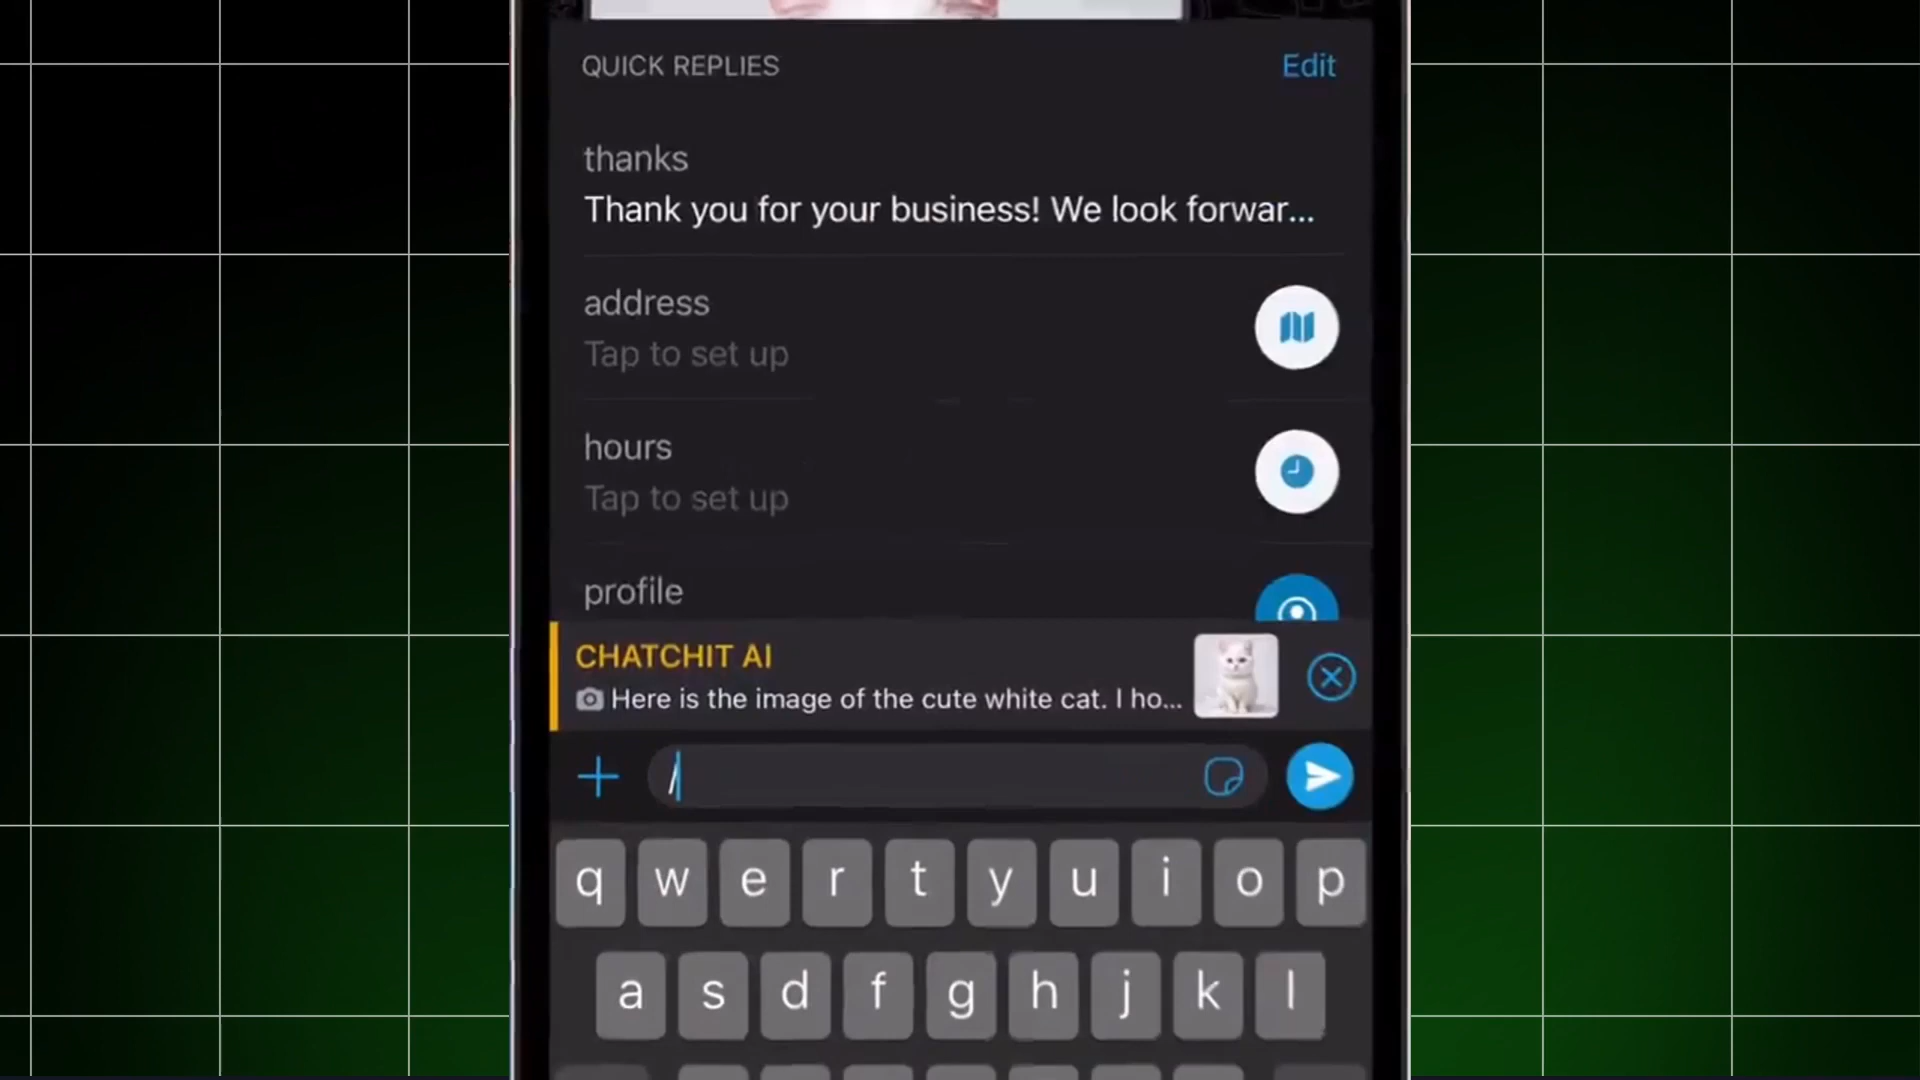 QUICK REPLIES Edit
thanks
Thank you for your business! We look forwar...
address
Tap to set up
hours
Tap to set up
profile
CHATCHIT AI
Here is the image of the cute white cat. I ho...
/
q w e r t y u i o p
a s d f g h j k l